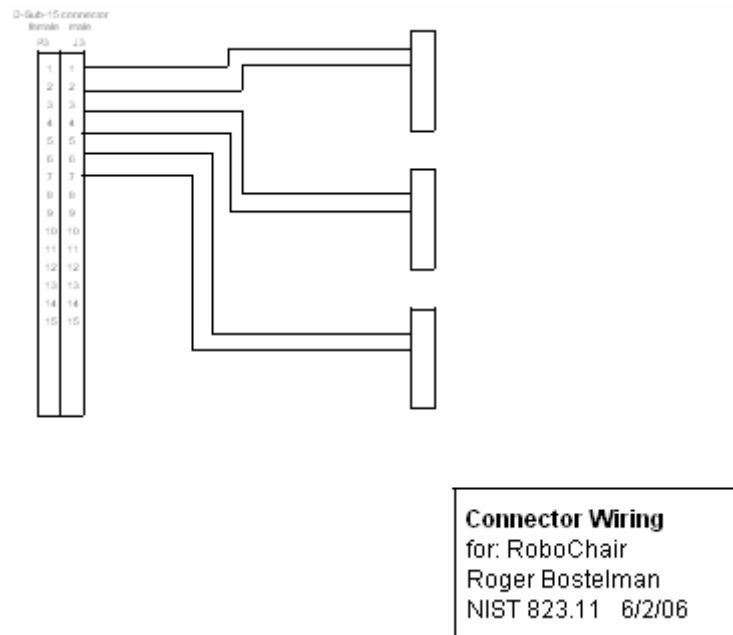 D-Sub-15 connector
female male
P3 J3
1 1
2 2
3 3
4 4
5 5
6 6
7 7
8 8
9 9
10 10
11 11
12 12
13 13
14 14
15 15
Connector Wiring
for: RoboChair
Roger Bostelman
NIST 823.11 6/2/06